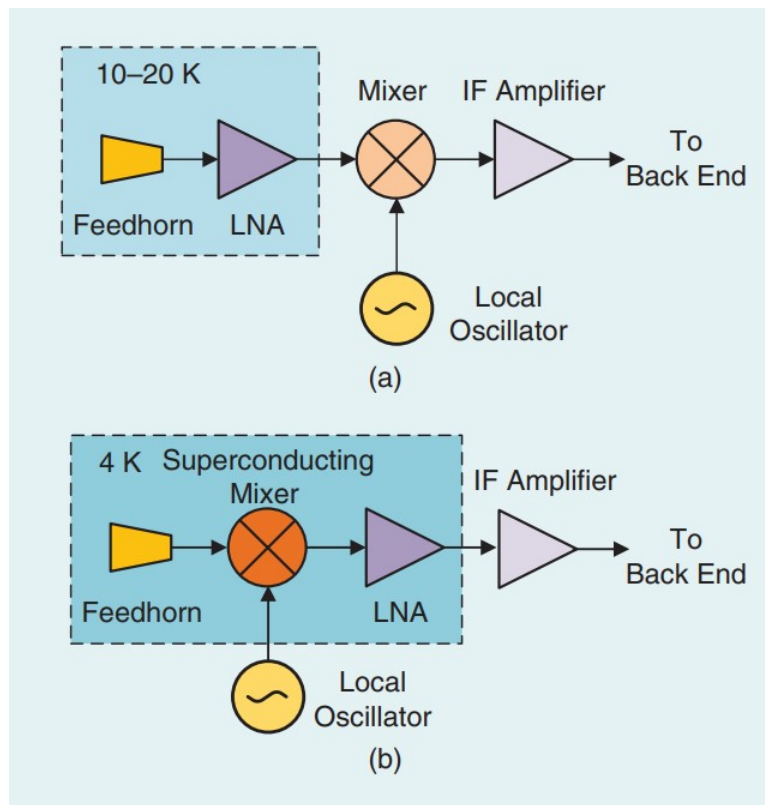 10–20 K
Mixer
IF Amplifier
To
Back End
Feedhorn
LNA
Local
Oscillator
(a)
4 K
Superconducting
Mixer
IF Amplifier
To
Back End
Feedhorn
LNA
Local
Oscillator
(b)